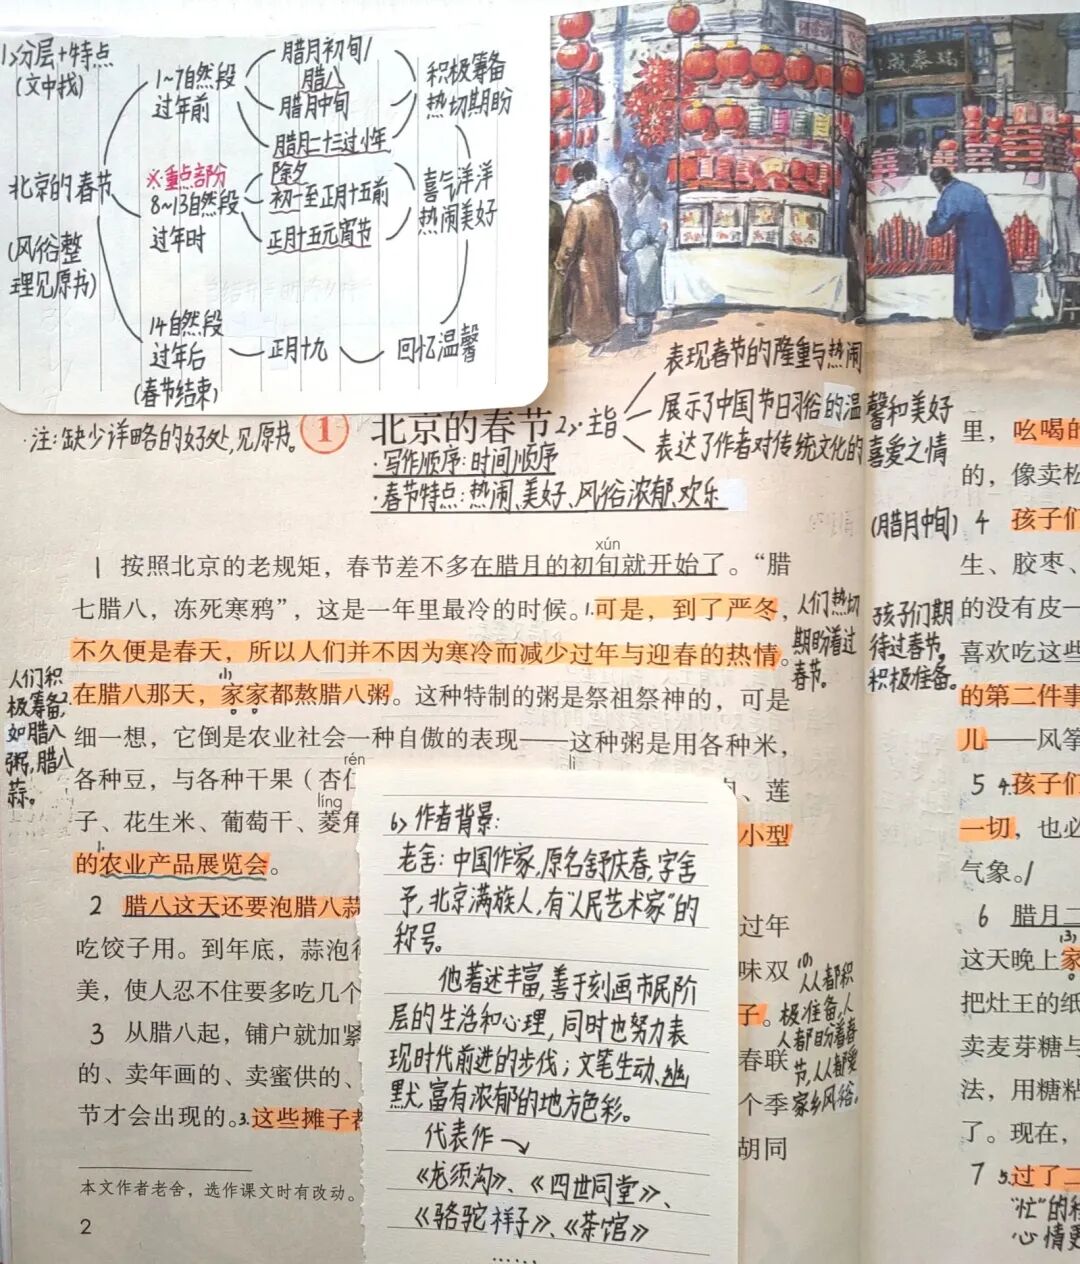 1>分层+特点
(文中找)
北京的春节
(风俗整
理见原书)
1~7自然段
过年前
腊月初旬/
腊八
腊月中旬
腊月二十三过小年
积极筹备
热切期盼
※重点部份
8~13自然段
过年时
除夕
初一至正月十五前
正月十五元宵节
喜气洋洋
热闹美好
14自然段
过年后
(春节结束)
正月十九
回忆温馨
·注:缺少详略的好处,见原书。
1
北京的春节
2>主旨
表现春节的隆重与热闹
展示了中国节日习俗的温馨和美好
表达了作者对传统文化的喜爱之情
·写作顺序:时间顺序
·春节特点:热闹、美好、风俗浓郁、欢乐
xún
1 按照北京的老规矩，春节差不多在腊月的初旬就开始了。“腊
七腊八，冻死寒鸦”，这是一年里最冷的时候。1.可是，到了严冬，
不久便是春天，所以人们并不因为寒冷而减少过年与迎春的热情。
2.在腊八那天，家家都熬腊八粥。这种特制的粥是祭祖祭神的，可是
细一想，它倒是农业社会一种自傲的表现——这种粥是用各种米，
rén
各种豆，与各种干果（杏仁
líng
子、花生米、葡萄干、菱角
、莲
小型
的农业产品展览会。
2 腊八这天还要泡腊八蒜
吃饺子用。到年底，蒜泡得
过年
味双
美，使人忍不住要多吃几个
子。
3 从腊八起，铺户就加紧
春联
的、卖年画的、卖蜜供的、
个季
节才会出现的。3.这些摊子都
胡同
人们热切
期盼着过
春节。
人们积
极筹备,
如腊八
粥,腊八
蒜。
(1)
人人都积
极准备,人
人都盼着春
节,人人都爱
家乡风俗。
6>作者背景:
老舍:中国作家,原名舒庆春,字舍
予,北京满族人,有“人民艺术家”的
称号。
他著述丰富,善于刻画市民阶
层的生活和心理,同时也努力表
现时代前进的步伐;文笔生动、幽
默,富有浓郁的地方色彩。
代表作
《龙须沟》、《四世同堂》、
《骆驼祥子》、《茶馆》
......
本文作者老舍，选作课文时有改动。
2
里，吆喝的
的，像卖松
(腊月中旬)
4 孩子们
生、胶枣、
的没有皮—
喜欢吃这些
的第二件事
儿——风筝
孩子们期
待过春节,
积极准备。
5 4.孩子们
一切，也必
气象。
6 腊月二
(3)
这天晚上家
把灶王的纸
卖麦芽糖与
法，用糖粘
了。现在，
7 5.过了二
“忙”的程
心情更